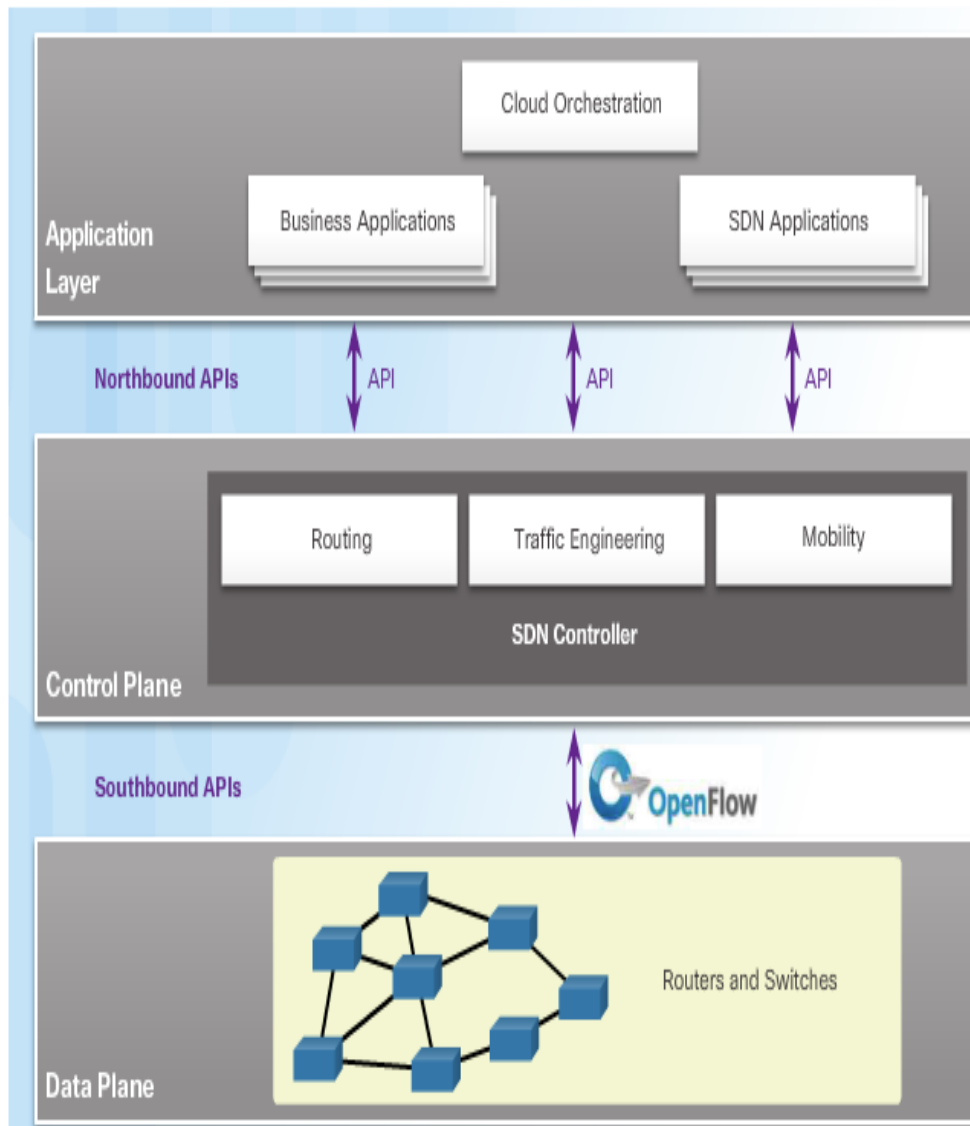 Cloud Orchestration
Business Applications
SDN Applications
Application
Layer
Northbound APIs
API
API
API
Routing
Traffic Engineering
Mobility
SDN Controller
Control Plane
Southbound APIs
OpenFlow
Routers and Switches
Data Plane